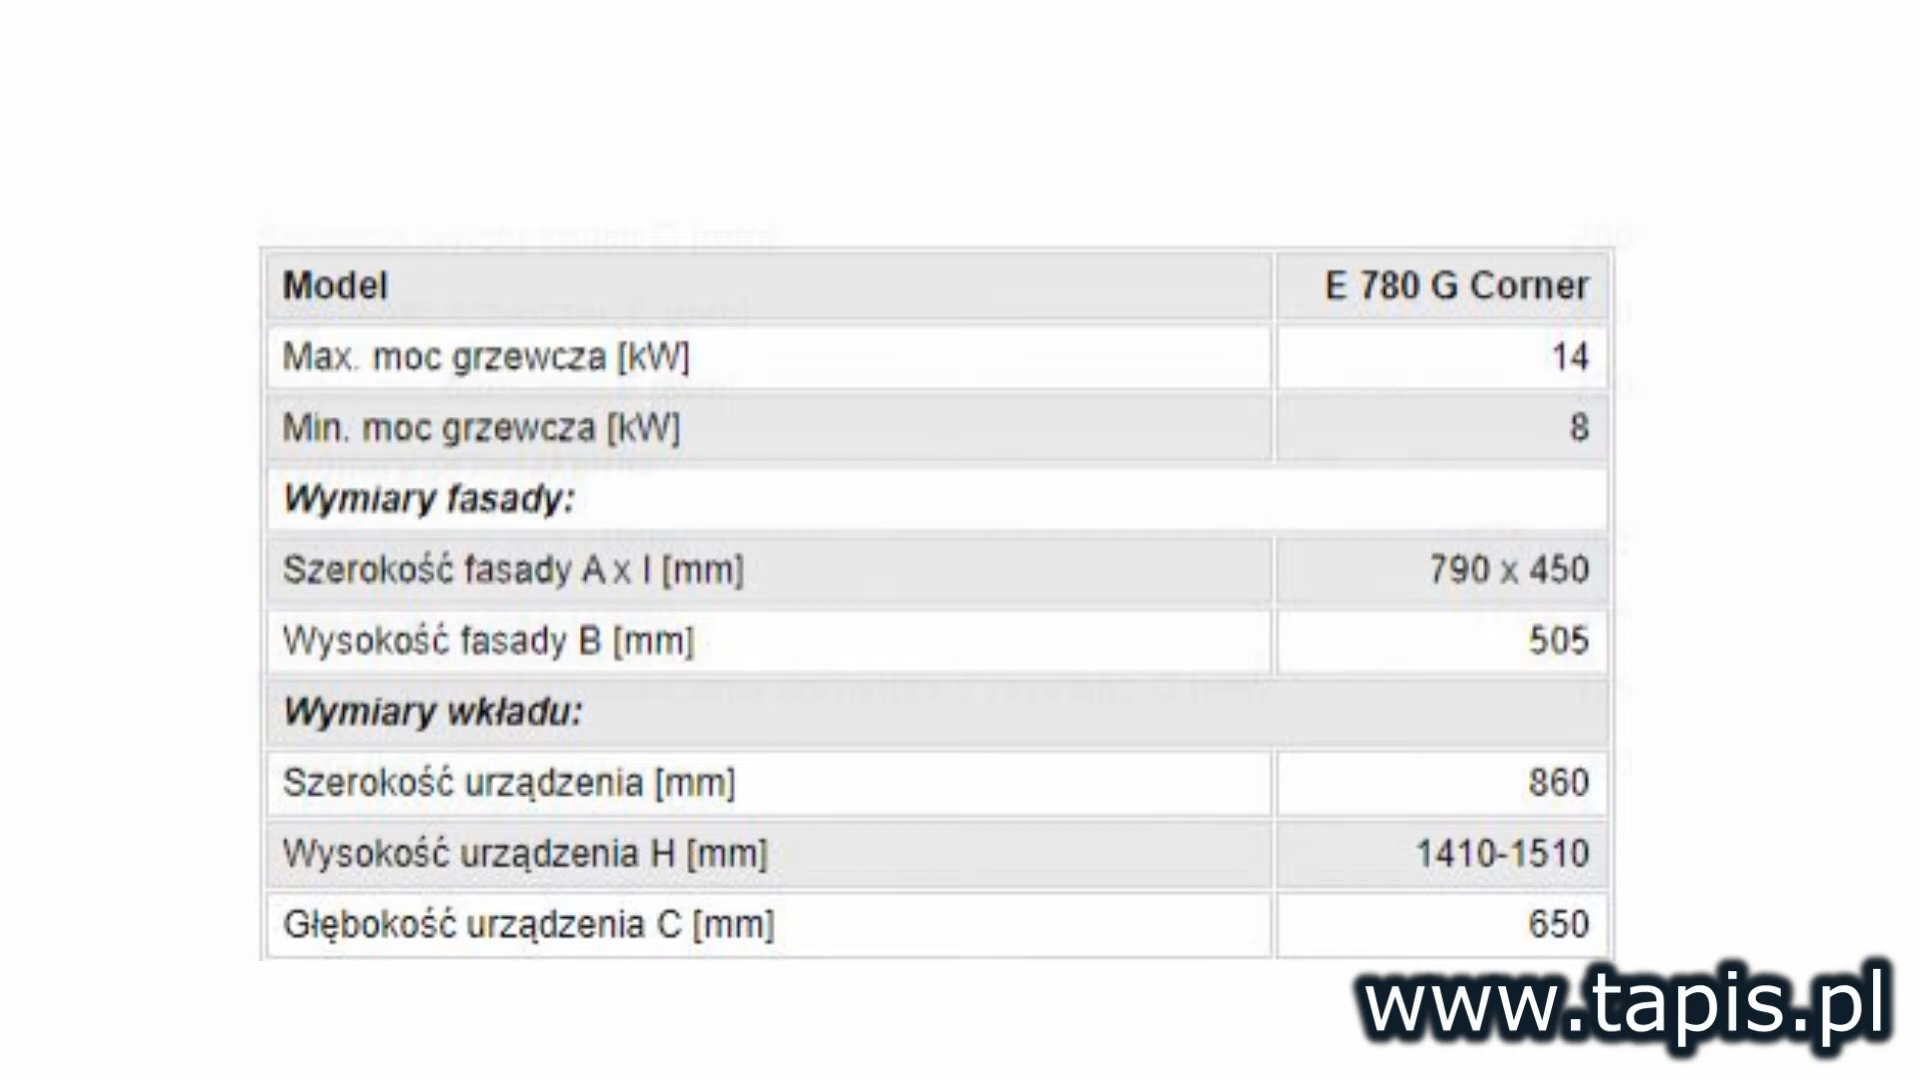 Model E 780 G Corner
Max. moc grzewcza [kW] 14
Min. moc grzewcza [kW] 8
Wymiary fasady:
Szerokość fasady A x I [mm] 790 x 450
Wysokość fasady B [mm] 505
Wymiary wkładu:
Szerokość urządzenia [mm] 860
Wysokość urządzenia H [mm] 1410-1510
Głębokość urządzenia C [mm] 650
www.tapis.pl